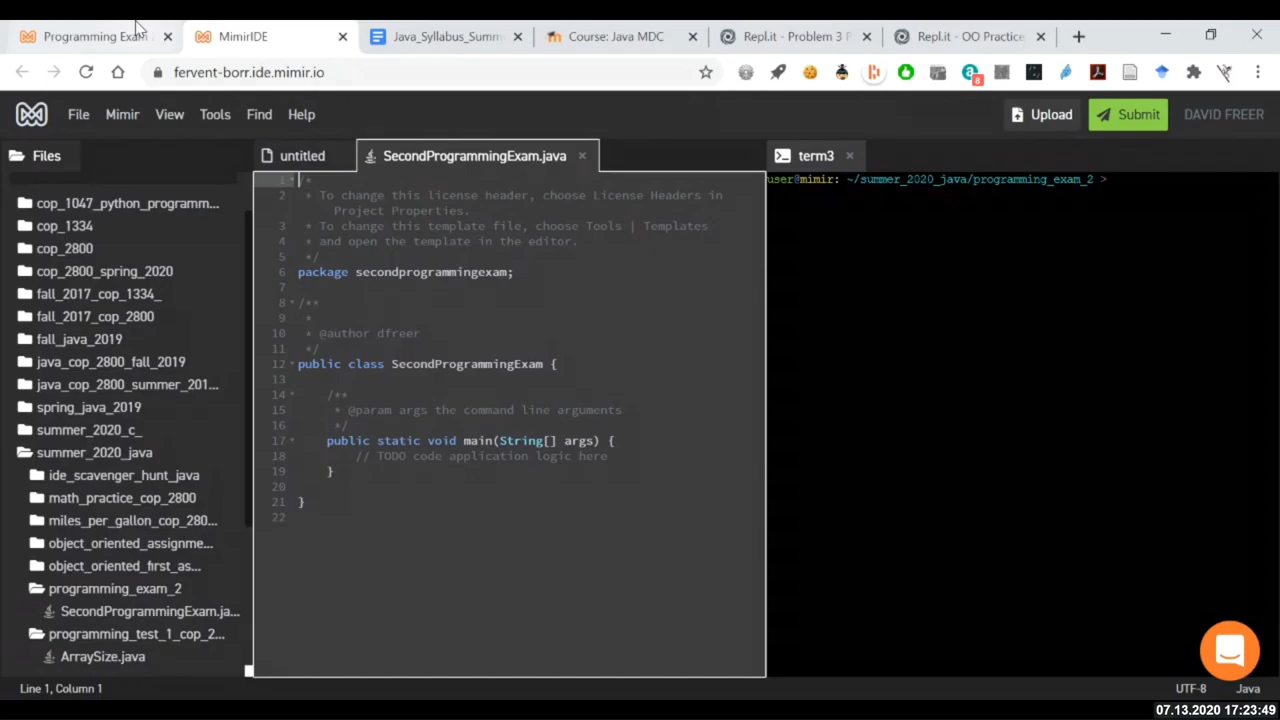 Programming Exam
MimirIDE
Java_Syllabus_Summ
Course: Java MDC
Repl.it - Problem 3 P
Repl.it - OO Practice
fervent-borr.ide.mimir.io
8
File Mimir View Tools Find Help
Upload
Submit
DAVID FREER
Files
untitled
SecondProgrammingExam.java
term3
cop_1047_python_programm...
cop_1334
cop_2800
cop_2800_spring_2020
fall_2017_cop_1334_
fall_2017_cop_2800
fall_java_2019
java_cop_2800_fall_2019
java_cop_2800_summer_201...
spring_java_2019
summer_2020_c_
summer_2020_java
ide_scavenger_hunt_java
math_practice_cop_2800
miles_per_gallon_cop_280...
object_oriented_assignme...
object_oriented_first_as...
programming_exam_2
SecondProgrammingExam.ja...
programming_test_1_cop_2...
ArraySize.java
1 /*
2 * To change this license header, choose License Headers in
Project Properties.
3 * To change this template file, choose Tools | Templates
4 * and open the template in the editor.
5 */
6 package secondprogrammingexam;
7
8 /**
9 *
10 * @author dfreer
11 */
12 public class SecondProgrammingExam {
13
14 /**
15 * @param args the command line arguments
16 */
17 public static void main(String[] args) {
18 // TODO code application logic here
19 }
20
21 }
22
user@mimir: ~/summer_2020_java/programming_exam_2 >
Line 1, Column 1
UTF-8
Java
07.13.2020 17:23:49